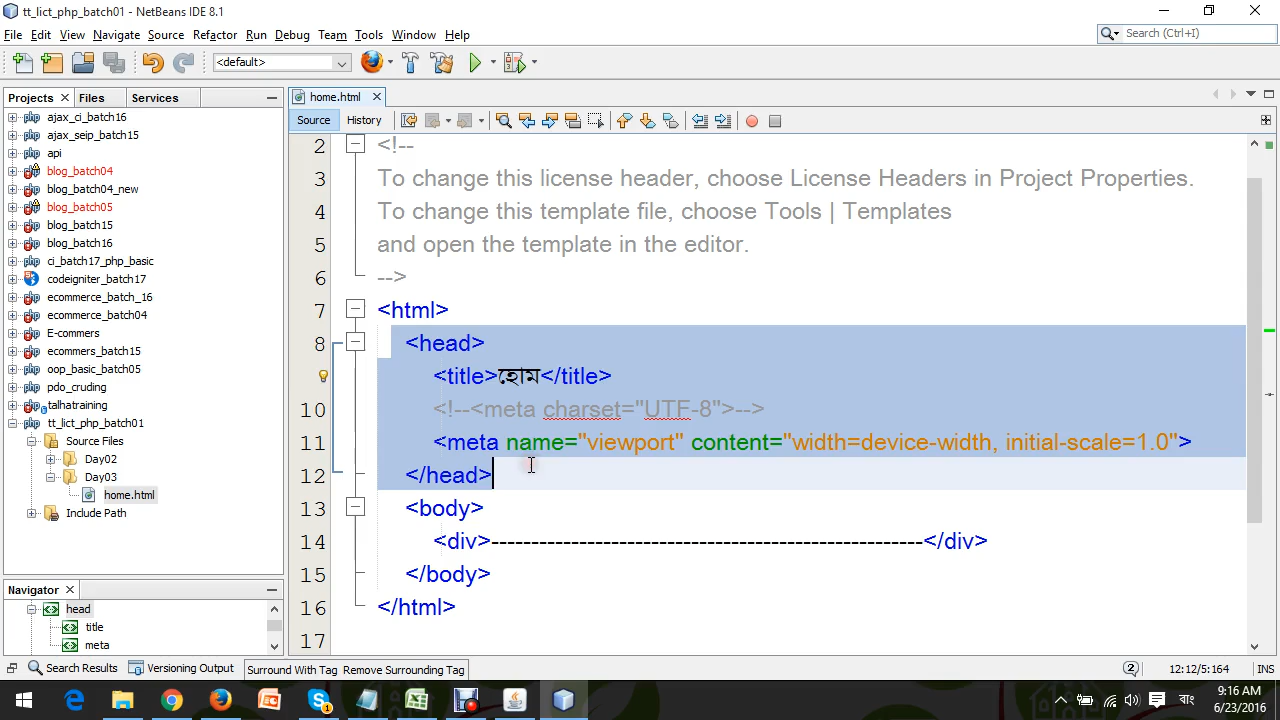 tt_lict_php_batch01 - NetBeans IDE 8.1
File Edit View Navigate Source Refactor Run Debug Team Tools Window Help
Search (Ctrl+I)
<default>
Projects Files Services
home.html
Source History
ajax_ci_batch16
ajax_seip_batch15
api
blog_batch04
blog_batch04_new
blog_batch05
blog_batch15
blog_batch16
ci_batch17_php_basic
codeigniter_batch17
ecommerce_batch_16
ecommerce_batch04
E-commers
ecommers_batch15
oop_basic_batch05
pdo_cruding
talhatraining
tt_lict_php_batch01
Source Files
Day02
Day03
home.html
Include Path
Navigator
head
title
meta
2 <!--
3 To change this license header, choose License Headers in Project Properties.
4 To change this template file, choose Tools | Templates
5 and open the template in the editor.
6 -->
7 <html>
8 <head>
<title>হোম</title>
10 <!--<meta charset="UTF-8">-->
11 <meta name="viewport" content="width=device-width, initial-scale=1.0">
12 </head>
13 <body>
14 <div>------------------------------------------------------</div>
15 </body>
16 </html>
17
Search Results Versioning Output Surround With Tag Remove Surrounding Tag
2 12:12/5:164 INS
বাং 9:16 AM
6/23/2016